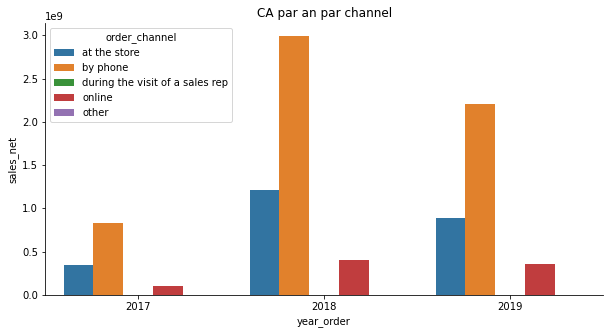 CA par an par channel
1e9
order_channel
at the store
by phone
during the visit of a sales rep
online
other
sales_net
3.0
2.5
2.0
1.5
1.0
0.5
0.0
2017 2018 2019
year_order